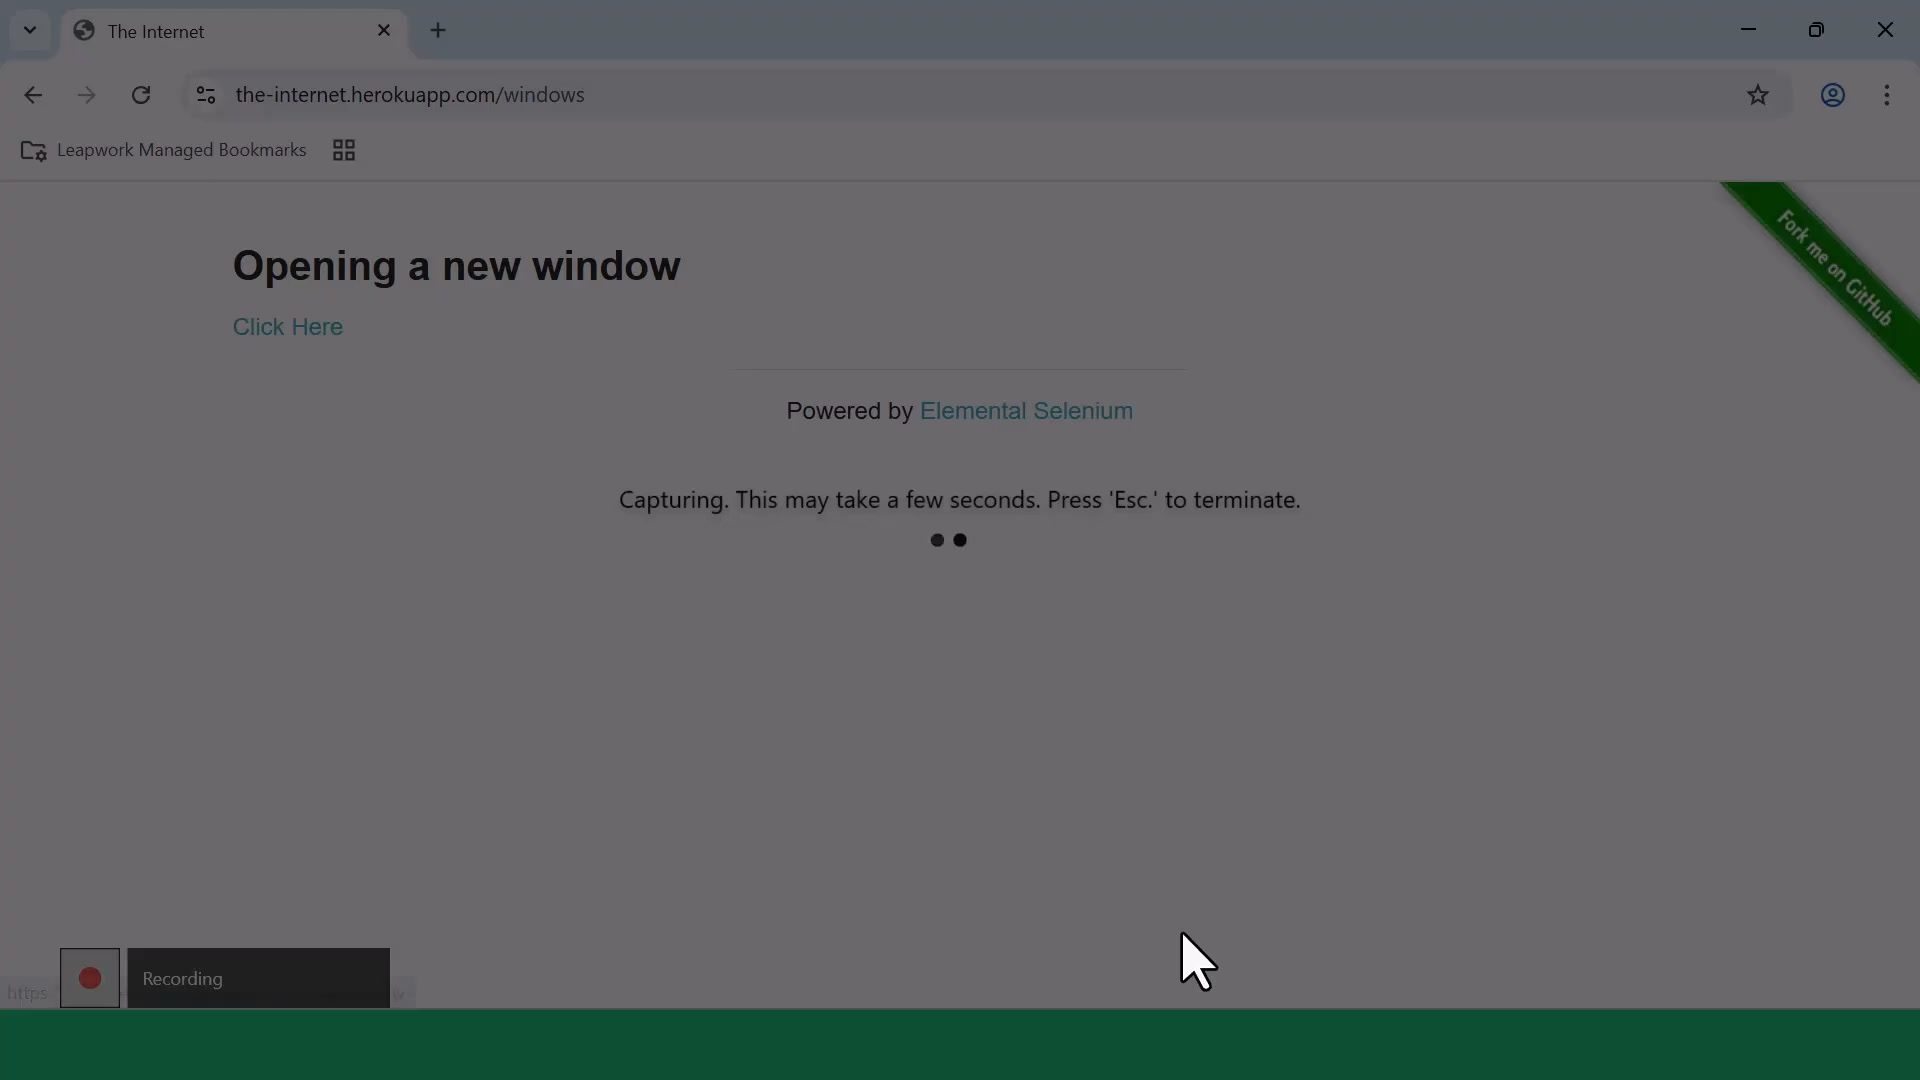 The Internet
the-internet.herokuapp.com/windows
Leapwork Managed Bookmarks
Fork me on GitHub
Opening a new window
Click Here
Powered by Elemental Selenium
Capturing. This may take a few seconds. Press 'Esc.' to terminate.
Recording
https